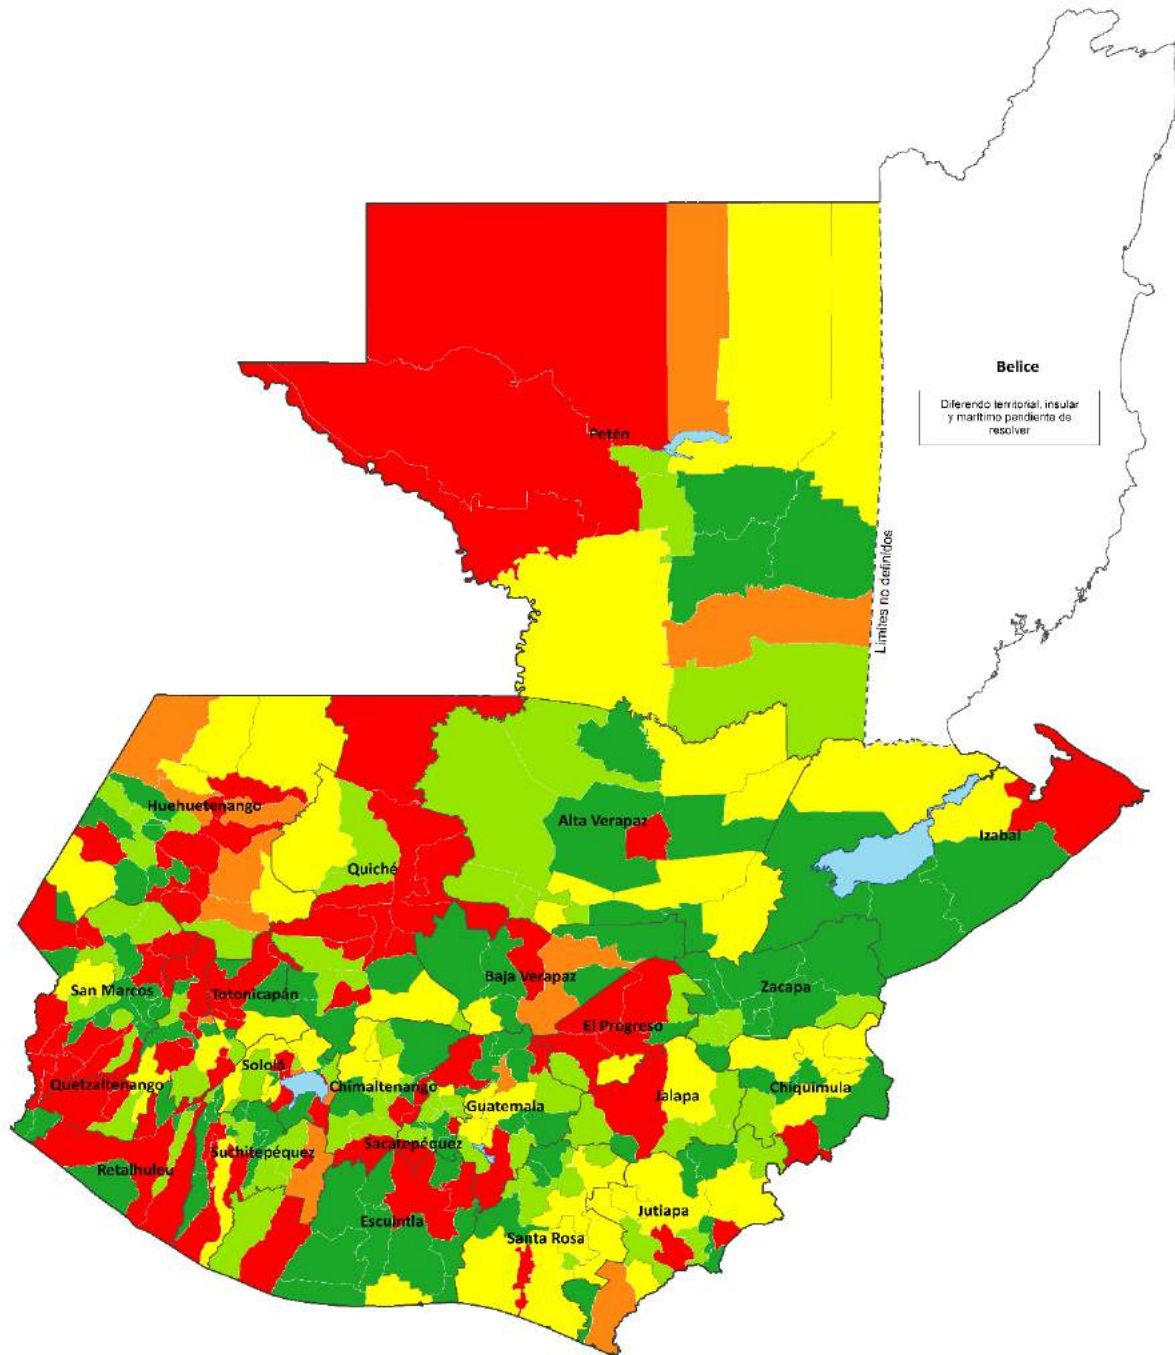 Belice
Diferendo territorial, insular
y marítimo pendiente de
resolver
Petén
Límites no definidos
Huehuetenango
Alta Verapaz
Izabal
Quiché
Baja Verapaz
Zacapa
San Marcos
Totonicapán
El Progreso
Sololá
Quetzaltenango
Chimaltenango
Chiquimula
Jalapa
Guatemala
Sacatepéquez
Suchitepéquez
Retalhuleu
Escuintla
Jutiapa
Santa Rosa